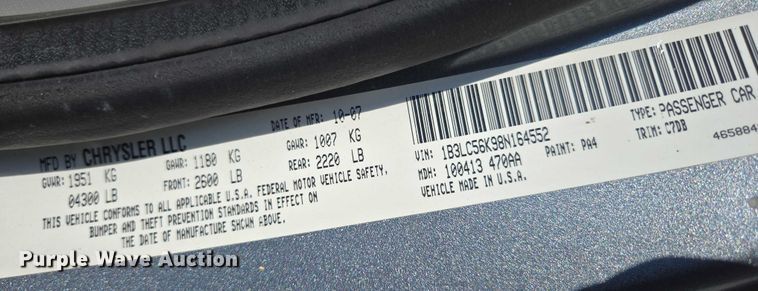 MFD BY CHRYSLER LLC
DATE OF MFR: 10-07
GVWR: 1951 KG
04300 LB
GAWR: 1180 KG
FRONT: 2600 LB
GAWR: 1007 KG
REAR: 2220 LB
THIS VEHICLE CONFORMS TO ALL APPLICABLE U.S.A. FEDERAL MOTOR VEHICLE SAFETY,
BUMPER AND THEFT PREVENTION STANDARDS IN EFFECT ON
THE DATE OF MANUFACTURE SHOWN ABOVE.
VIN: 1B3LC56K98N164552
TYPE: PASSENGER CAR
MDH: 100413 470AA
PAINT: PA4
TRIM: C7DB
VEHICLE MADE IN U.S.A.
Purple Wave Auction